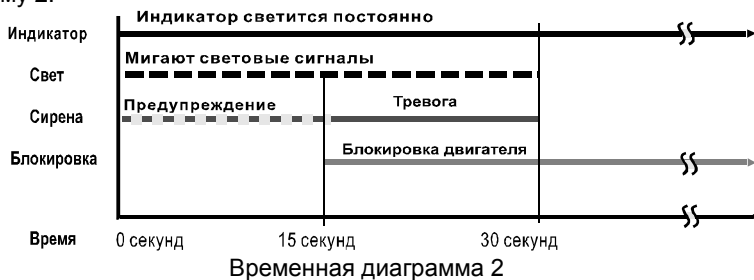 му 2.
Индикатор светится постоянно
Индикатор
Мигают световые сигналы
Свет
Предупреждение Тревога
Сирена
Блокировка двигателя
Блокировка
Время 0 секунд 15 секунд 30 секунд
Временная диаграмма 2